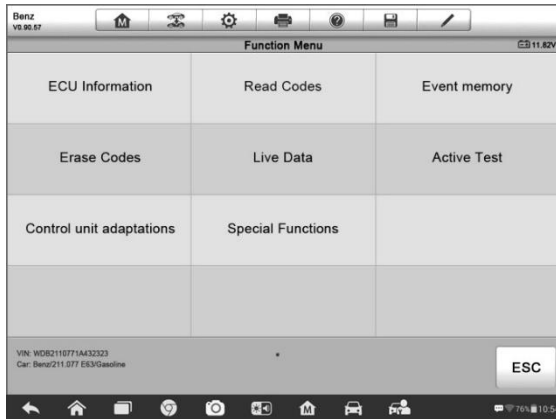 Benz
V0.90.57
Function Menu
11.82V
ECU Information
Read Codes
Event memory
Erase Codes
Live Data
Active Test
Control unit adaptations
Special Functions
VIN: WDB2110771A432323
Car: Benz/211.077 E63/Gasoline
ESC
76%